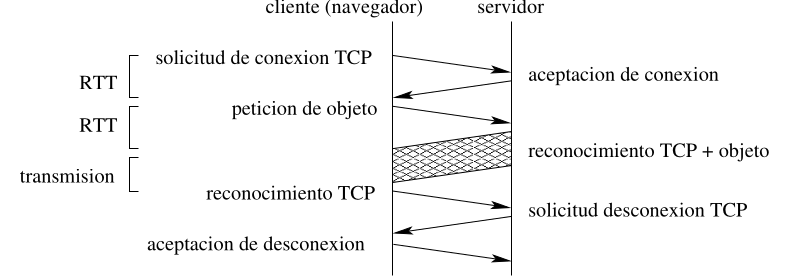 cliente (navegador)
servidor
solicitud de conexion TCP
aceptacion de conexion
RTT
peticion de objeto
RTT
reconocimiento TCP + objeto
transmision
reconocimiento TCP
solicitud desconexion TCP
aceptacion de desconexion